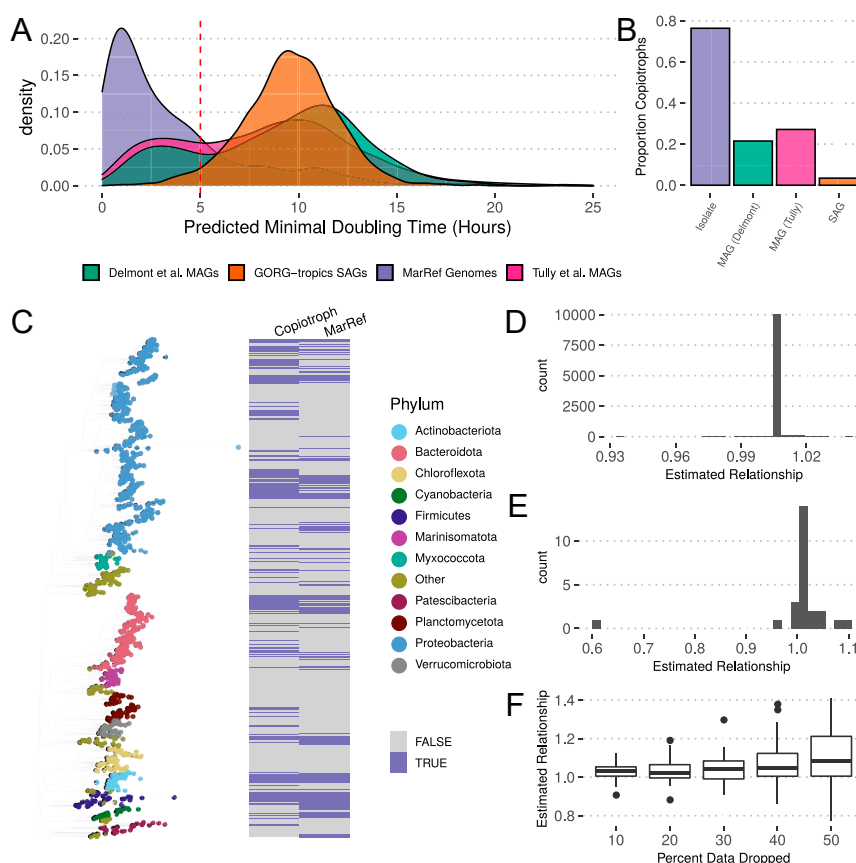 A
density
0.20
0.15
0.10
0.05
0.00
0
5
10
15
20
25
Predicted Minimal Doubling Time (Hours)
Delmont et al. MAGs
GORG−tropics SAGs
MarRef Genomes
Tully et al. MAGs
B
Proportion Copiotrophs
0.8
0.6
0.4
0.2
0.0
Isolate
MAG (Delmont)
MAG (Tully)
SAG
C
Copiotroph
MarRef
Phylum
Actinobacteriota
Bacteroidota
Chloroflexota
Cyanobacteria
Firmicutes
Marinisomatota
Myxococcota
Other
Patescibacteria
Planctomycetota
Proteobacteria
Verrucomicrobiota
FALSE
TRUE
D
count
10000
7500
5000
2500
0
0.93
0.96
0.99
1.02
Estimated Relationship
E
count
10
5
0
0.6
0.7
0.8
0.9
1.0
1.1
Estimated Relationship
F
Estimated Relationship
1.4
1.2
1.0
0.8
10
20
30
40
50
Percent Data Dropped